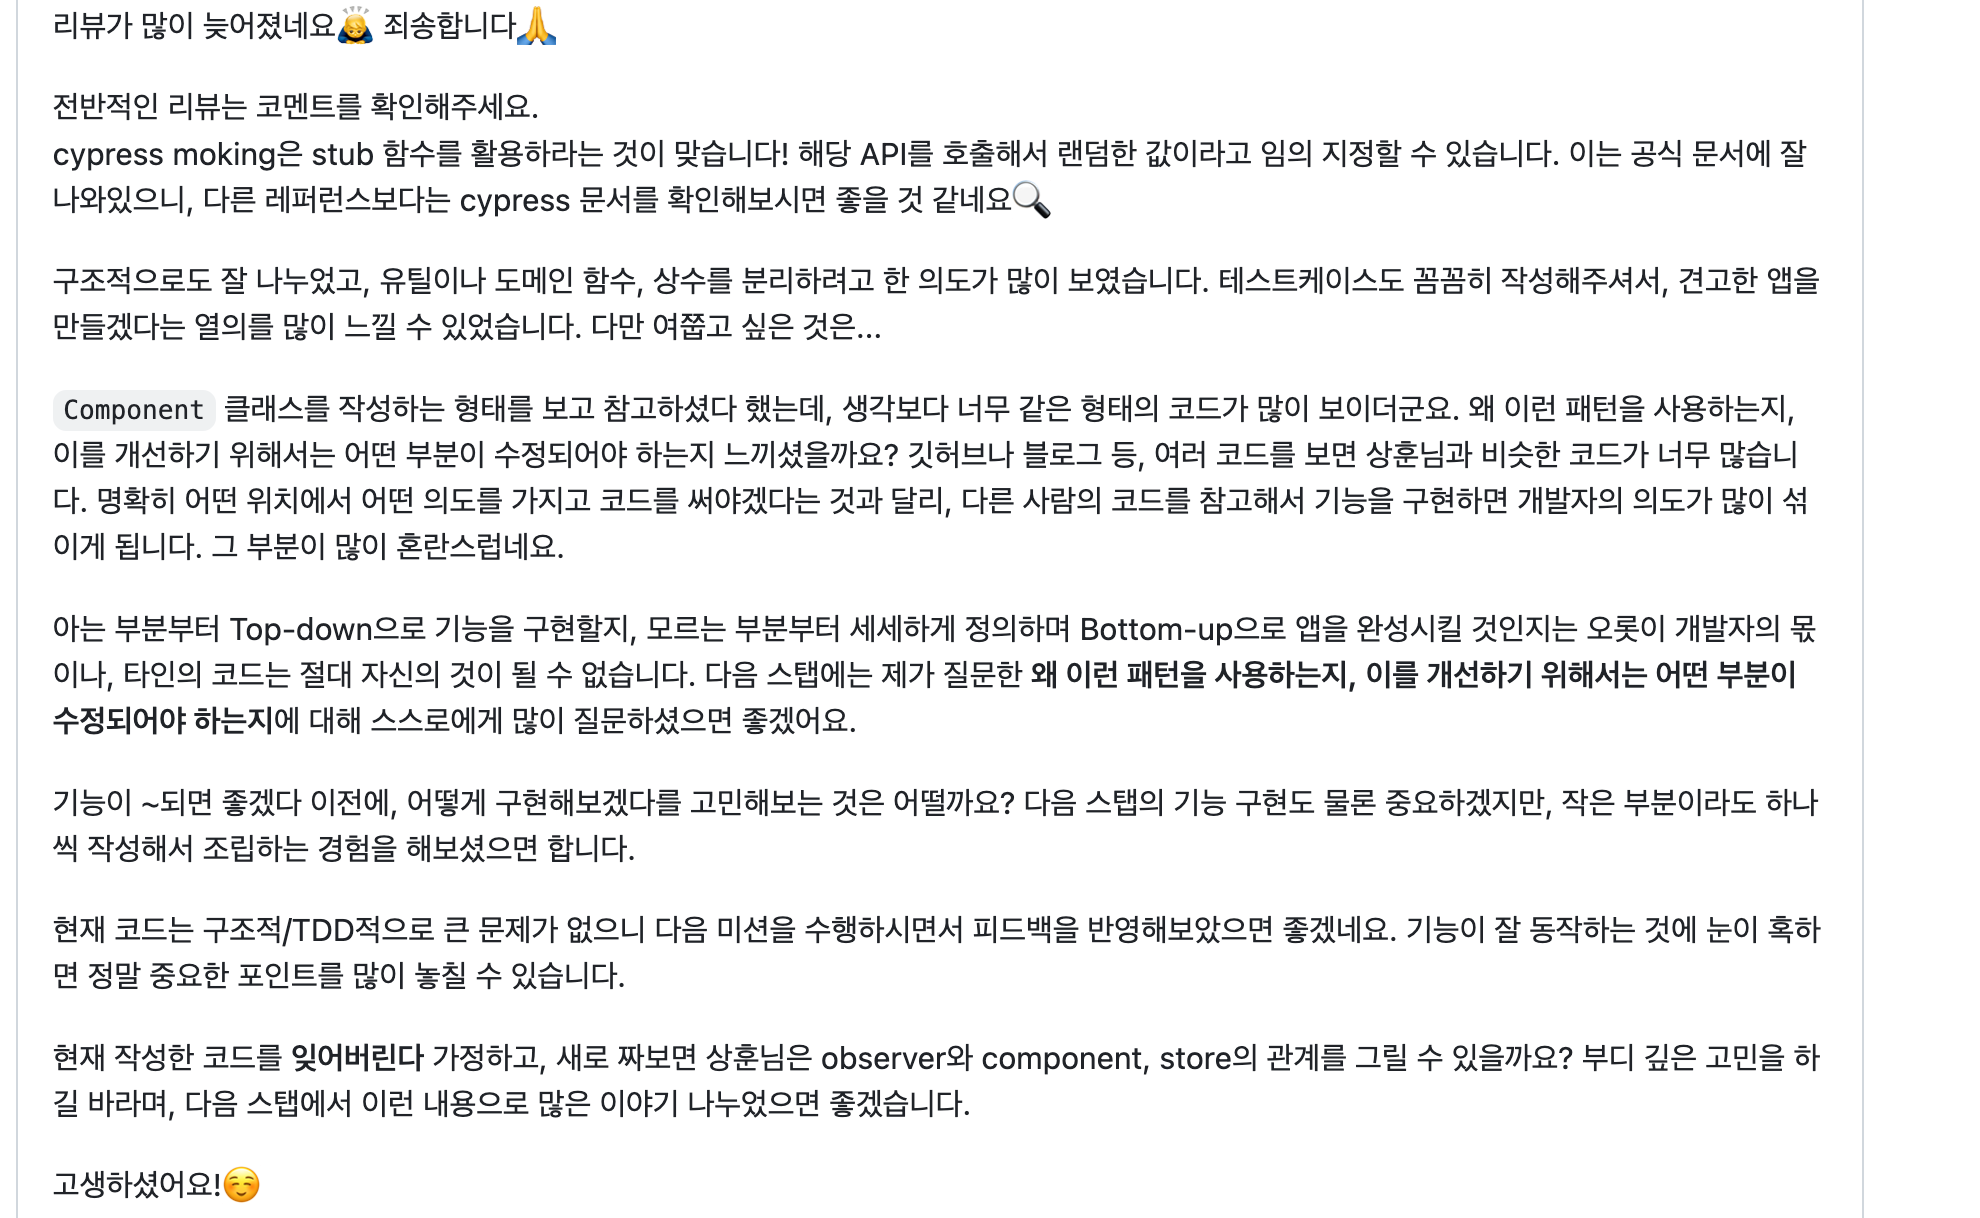 리뷰가 많이 늦어졌네요🙇 죄송합니다🙏
전반적인 리뷰는 코멘트를 확인해주세요.
cypress moking은 stub 함수를 활용하라는 것이 맞습니다! 해당 API를 호출해서 랜덤한 값이라고 임의 지정할 수 있습니다. 이는 공식 문서에 잘
나와있으니, 다른 레퍼런스보다는 cypress 문서를 확인해보시면 좋을 것 같네요🔍
구조적으로도 잘 나누었고, 유틸이나 도메인 함수, 상수를 분리하려고 한 의도가 많이 보였습니다. 테스트케이스도 꼼꼼히 작성해주셔서, 견고한 앱을
만들겠다는 열의를 많이 느낄 수 있었습니다. 다만 여쭙고 싶은 것은...
Component 클래스를 작성하는 형태를 보고 참고하셨다 했는데, 생각보다 너무 같은 형태의 코드가 많이 보이더군요. 왜 이런 패턴을 사용하는지,
이를 개선하기 위해서는 어떤 부분이 수정되어야 하는지 느끼셨을까요? 깃허브나 블로그 등, 여러 코드를 보면 상훈님과 비슷한 코드가 너무 많습니
다. 명확히 어떤 위치에서 어떤 의도를 가지고 코드를 써야겠다는 것과 달리, 다른 사람의 코드를 참고해서 기능을 구현하면 개발자의 의도가 많이 섞
이게 됩니다. 그 부분이 많이 혼란스럽네요.
아는 부분부터 Top-down으로 기능을 구현할지, 모르는 부분부터 세세하게 정의하며 Bottom-up으로 앱을 완성시킬 것인지는 오롯이 개발자의 몫
이나, 타인의 코드는 절대 자신의 것이 될 수 없습니다. 다음 스탭에는 제가 질문한 왜 이런 패턴을 사용하는지, 이를 개선하기 위해서는 어떤 부분이
수정되어야 하는지에 대해 스스로에게 많이 질문하셨으면 좋겠어요.
기능이 ~되면 좋겠다 이전에, 어떻게 구현해보겠다를 고민해보는 것은 어떨까요? 다음 스탭의 기능 구현도 물론 중요하겠지만, 작은 부분이라도 하나
씩 작성해서 조립하는 경험을 해보셨으면 합니다.
현재 코드는 구조적/TDD적으로 큰 문제가 없으니 다음 미션을 수행하시면서 피드백을 반영해보았으면 좋겠네요. 기능이 잘 동작하는 것에 눈이 혹하
면 정말 중요한 포인트를 많이 놓칠 수 있습니다.
현재 작성한 코드를 잊어버린다 가정하고, 새로 짜보면 상훈님은 observer와 component, store의 관계를 그릴 수 있을까요? 부디 깊은 고민을 하
길 바라며, 다음 스탭에서 이런 내용으로 많은 이야기 나누었으면 좋겠습니다.
고생하셨어요!☺️